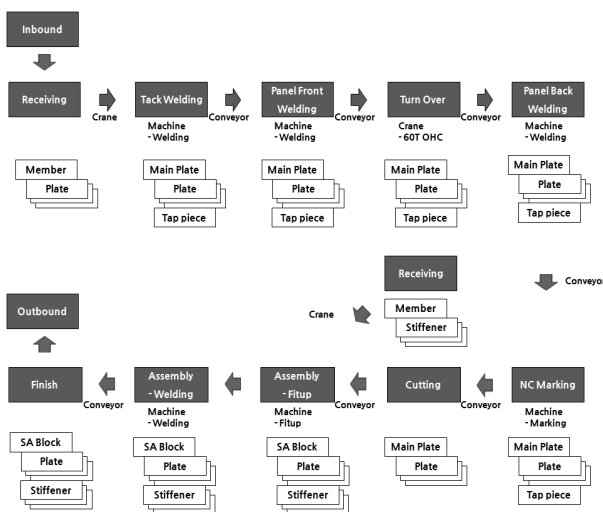 Inbound
Receiving
Crane
Tack Welding
Conveyor
Panel Front
Welding
Conveyor
Turn Over
Conveyor
Panel Back
Welding
Machine
- Welding
Machine
- Welding
Crane
- 60T OHC
Machine
- Welding
Member
Plate
Main Plate
Plate
Tap piece
Main Plate
Plate
Tap piece
Main Plate
Plate
Tap piece
Main Plate
Plate
Tap piece
Receiving
Conveyor
Member
Stiffener
Crane
Outbound
Finish
Conveyor
Assembly
- Welding
Assembly
- Fitup
Conveyor
Cutting
Conveyor
NC Marking
Machine
- Welding
Machine
- Fitup
Machine
- Marking
SA Block
Plate
Stiffener
SA Block
Plate
Stiffener
SA Block
Plate
Stiffener
Main Plate
Plate
Main Plate
Plate
Tap piece